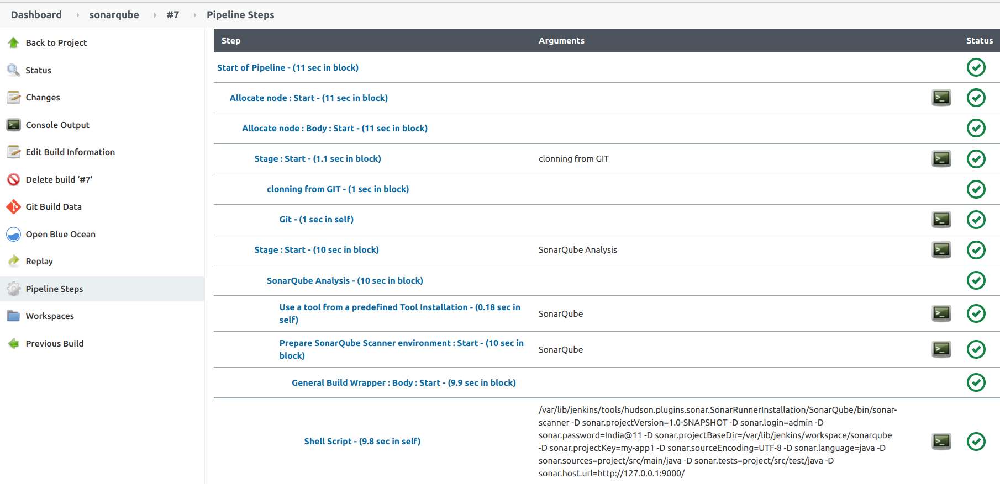 Dashboard
sonarqube
#7
Pipeline Steps
Back to Project
Status
Changes
Console Output
Edit Build Information
Delete build ‘#7’
Git Build Data
Open Blue Ocean
Replay
Pipeline Steps
Workspaces
Previous Build
Step Arguments Status
Start of Pipeline - (11 sec in block)
Allocate node : Start - (11 sec in block)
Allocate node : Body : Start - (11 sec in block)
Stage : Start - (1.1 sec in block) clonning from GIT
clonning from GIT - (1 sec in block)
Git - (1 sec in self)
Stage : Start - (10 sec in block) SonarQube Analysis
SonarQube Analysis - (10 sec in block)
Use a tool from a predefined Tool Installation - (0.18 sec in
self)
SonarQube
Prepare SonarQube Scanner environment : Start - (10 sec in
block)
SonarQube
General Build Wrapper : Body : Start - (9.9 sec in block)
Shell Script - (9.8 sec in self)
/var/lib/jenkins/tools/hudson.plugins.sonar.SonarRunnerInstallation/SonarQube/bin/sonar-
scanner -D sonar.projectVersion=1.0-SNAPSHOT -D sonar.login=admin -D
sonar.password=India@11 -D sonar.projectBaseDir=/var/lib/jenkins/workspace/sonarqube
-D sonar.projectKey=my-app1 -D sonar.sourceEncoding=UTF-8 -D sonar.language=java -D
sonar.sources=project/src/main/java -D sonar.tests=project/src/test/java -D
sonar.host.url=http://127.0.0.1:9000/